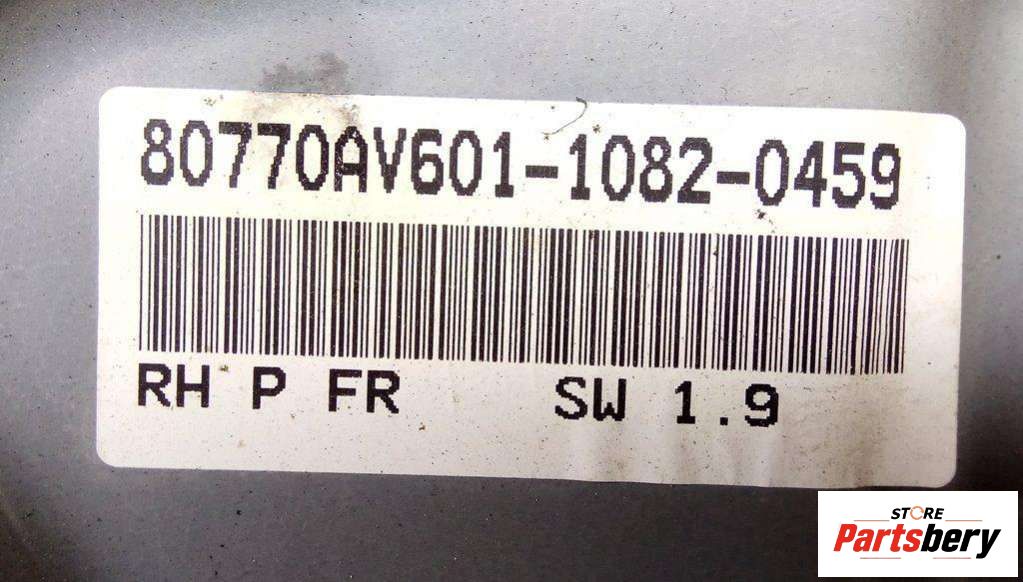 80770AV601-1082-0459
RH P FR SW 1.9
STORE
Partsbery